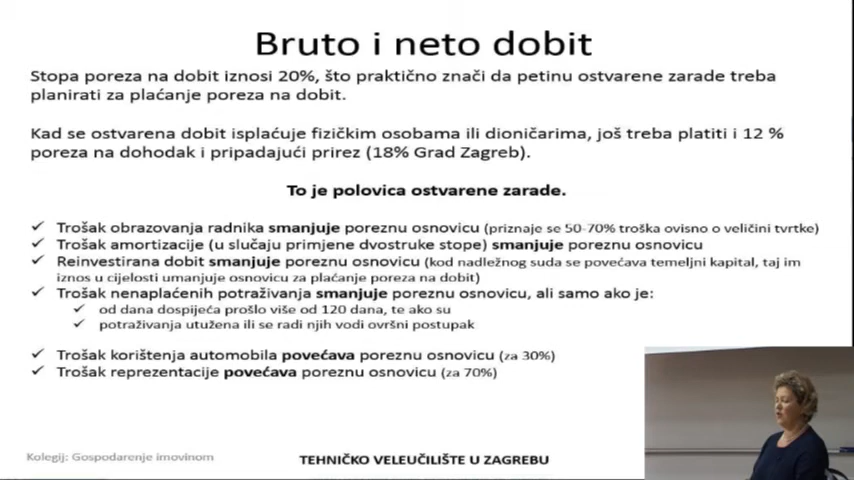 Bruto i neto dobit
Stopa poreza na dobit iznosi 20%, što praktično znači da petinu ostvarene zarade treba
planirati za plaćanje poreza na dobit.
Kad se ostvarena dobit isplaćuje fizičkim osobama ili dioničarima, još treba platiti i 12 %
poreza na dohodak i pripadajući prirez (18% Grad Zagreb).
To je polovica ostvarene zarade.
✓ Trošak obrazovanja radnika smanjuje poreznu osnovicu (priznaje se 50-70% troška ovisno o veličini tvrtke)
✓ Trošak amortizacije (u slučaju primjene dvostruke stope) smanjuje poreznu osnovicu
✓ Reinvestirana dobit smanjuje poreznu osnovicu (kod nadležnog suda se povećava temeljni kapital, taj im
iznos u cijelosti umanjuje osnovicu za plaćanje poreza na dobit)
✓ Trošak nenaplaćenih potraživanja smanjuje poreznu osnovicu, ali samo ako je:
✓ od dana dospijeća prošlo više od 120 dana, te ako su
✓ potraživanja utužena ili se radi njih vodi ovršni postupak
✓ Trošak korištenja automobila povećava poreznu osnovicu (za 30%)
✓ Trošak reprezentacije povećava poreznu osnovicu (za 70%)
Kolegij: Gospodarenje imovinom
TEHNIČKO VELEUČILIŠTE U ZAGREBU